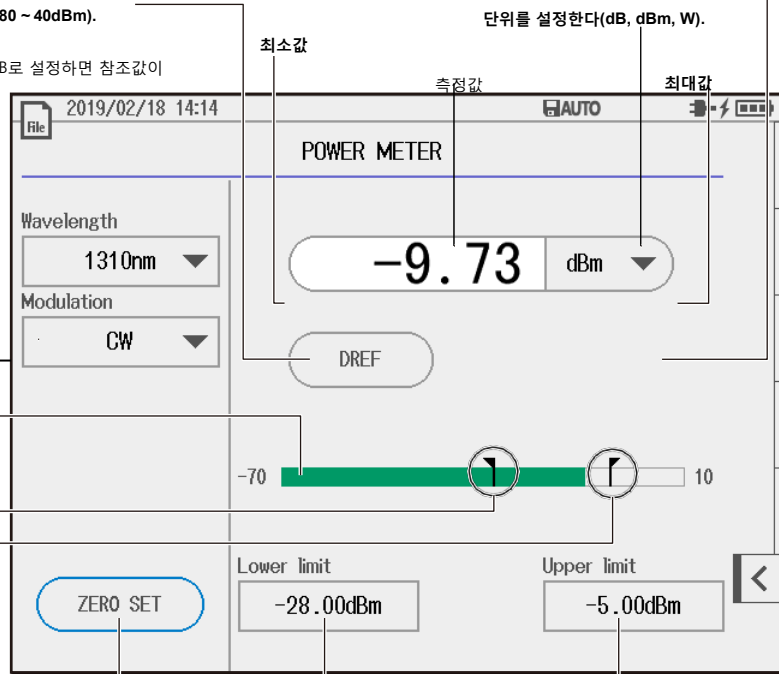 80 ~ 40dBm).
단위를 설정한다(dB, dBm, W).
최소값
B로 설정하면 참조값이
측정값
최대값
File
2019/02/18 14:14
AUTO
POWER METER
Wavelength
1310nm
-9.73
dBm
Modulation
CW
DREF
-70
10
Lower limit
Upper limit
ZERO SET
-28.00dBm
-5.00dBm